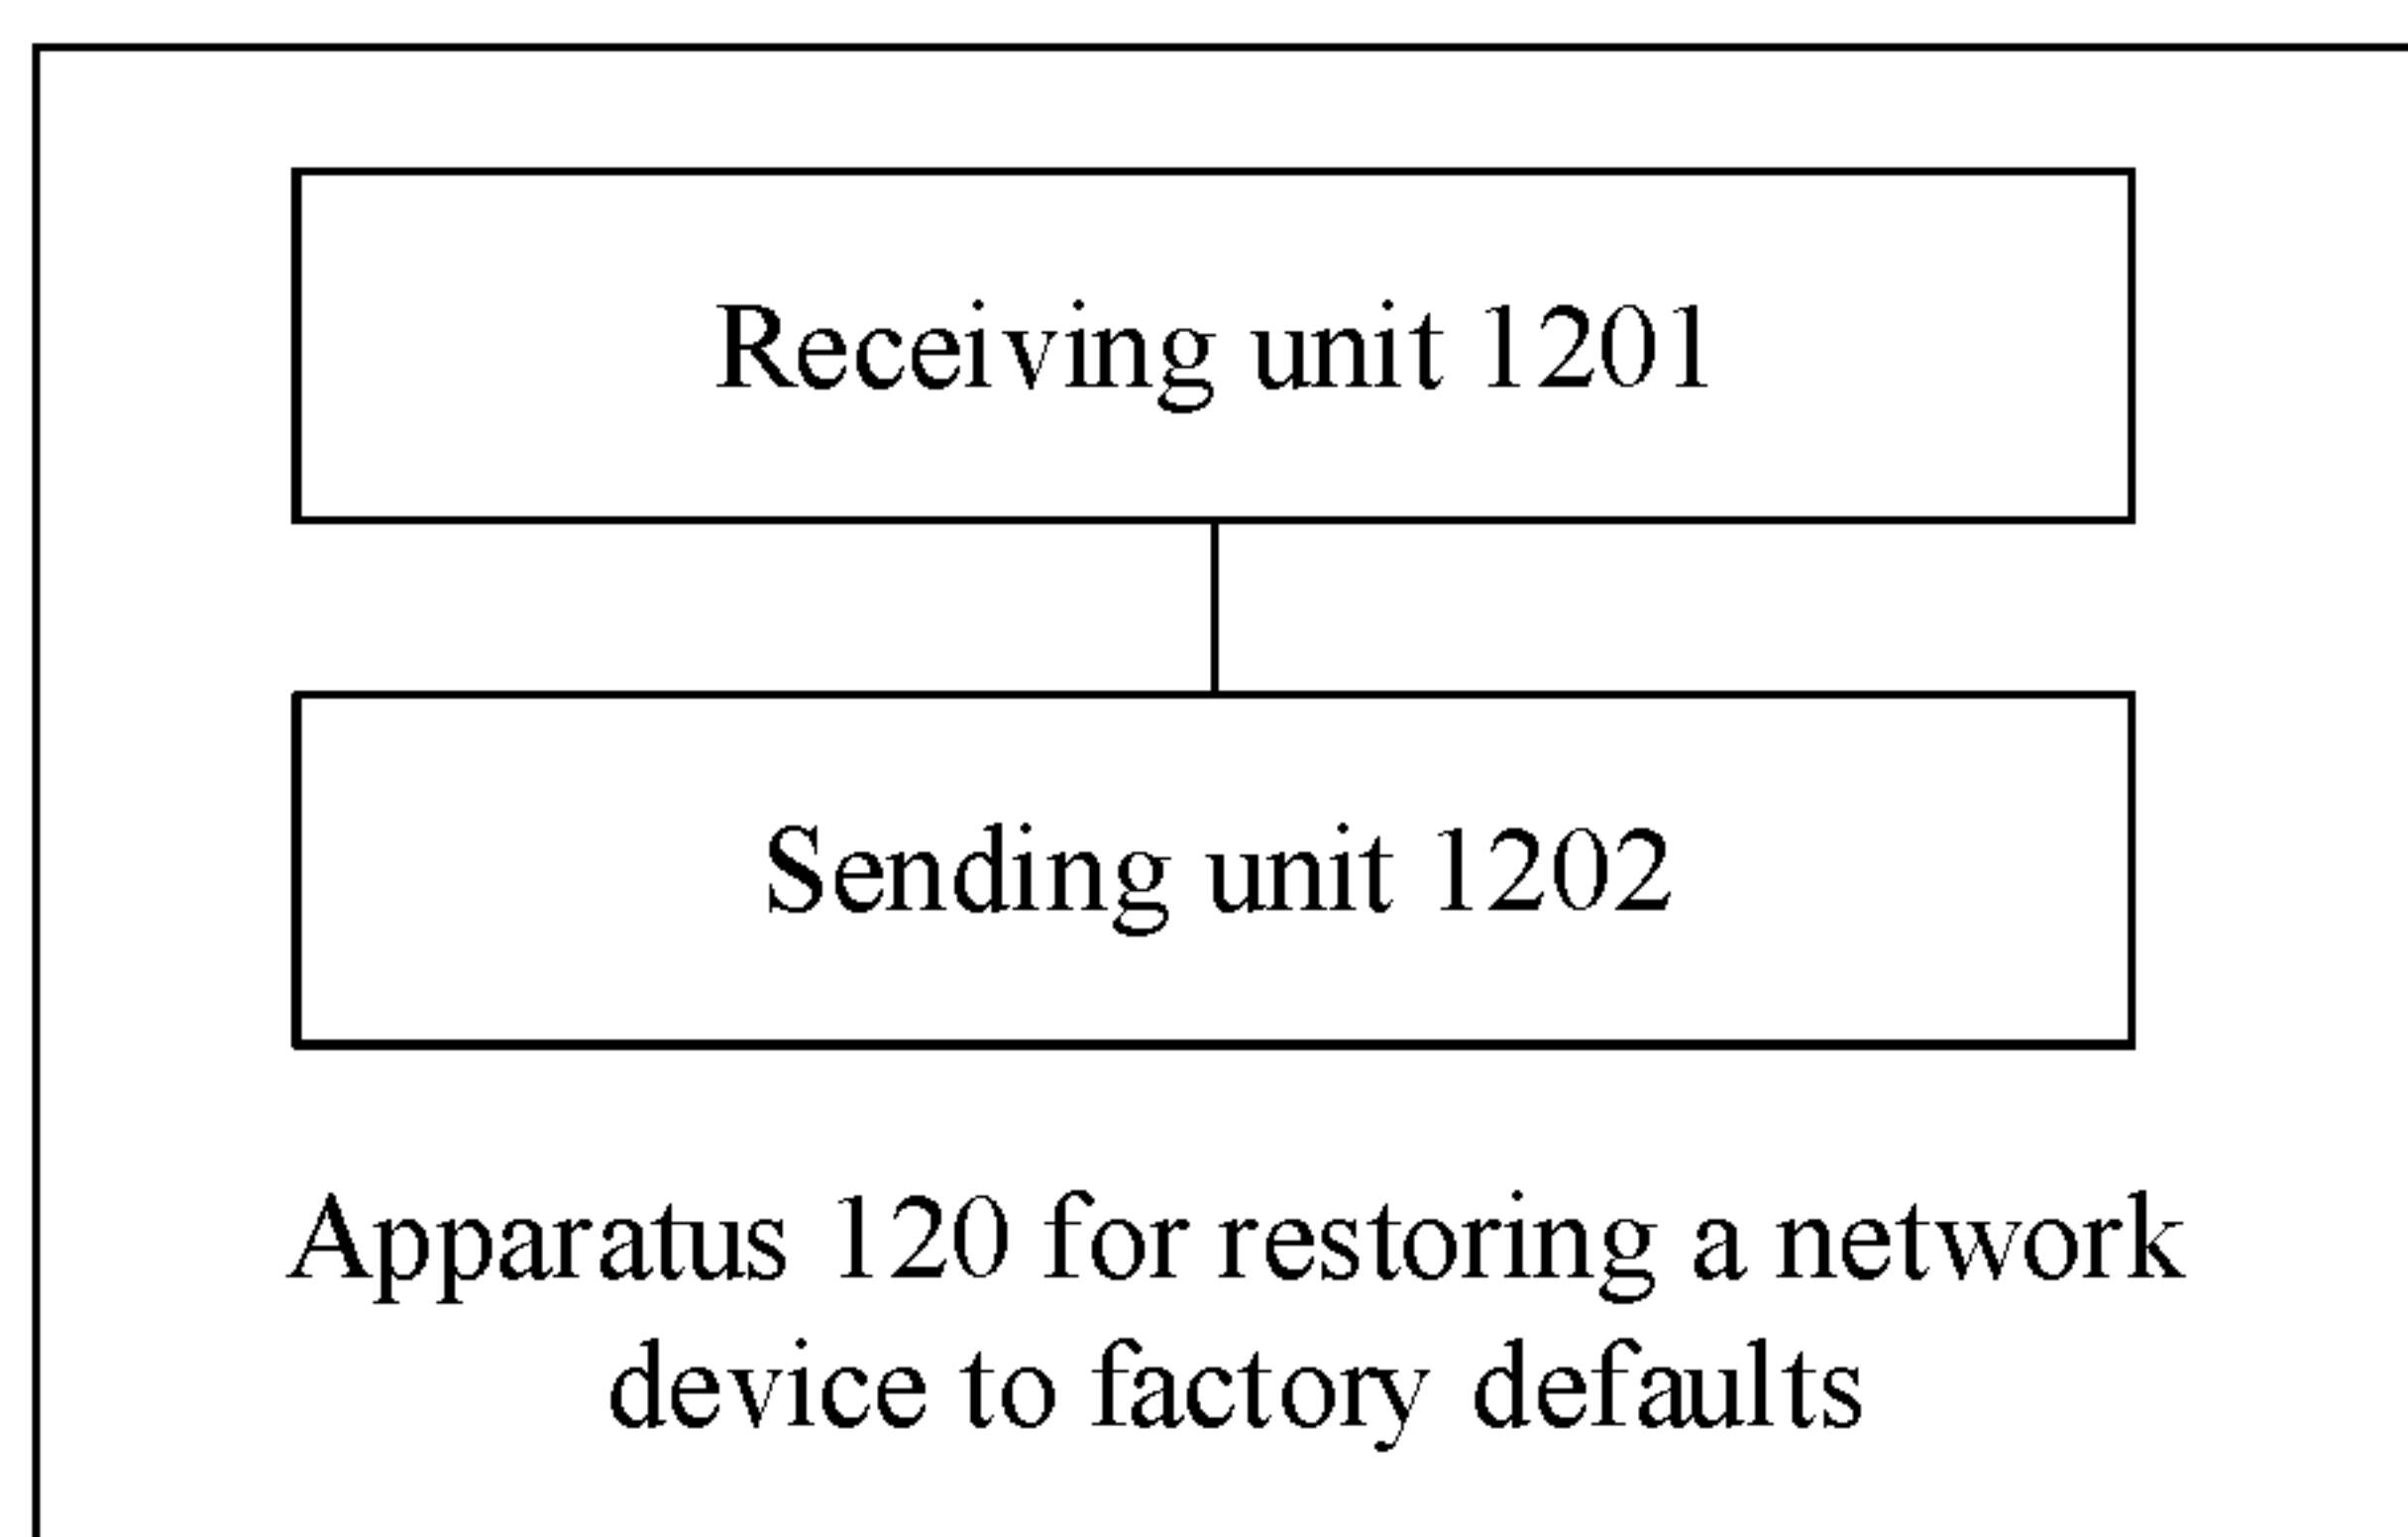 Receiving unit 1201
Sending unit 1202
Apparatus 120 for restoring a network
device to factory defaults